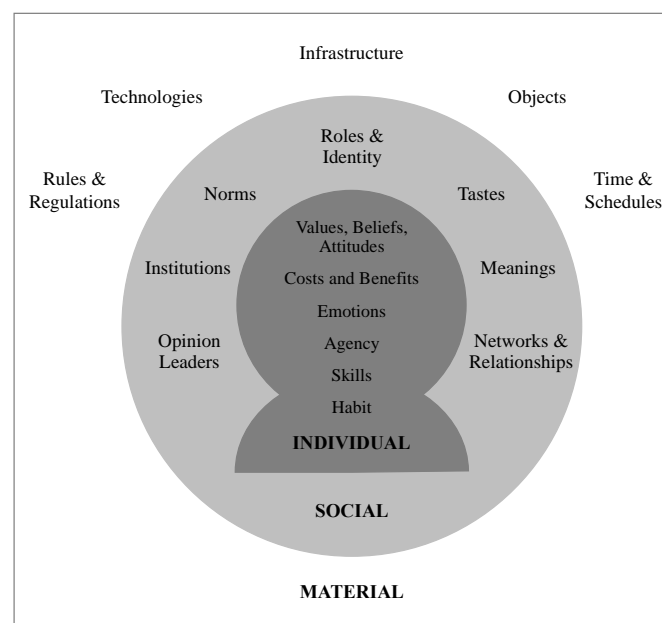 Infrastructure
Technologies
Objects
Roles &
Identity
Rules &
Regulations
Norms
Tastes
Time &
Schedules
Values, Beliefs,
Attitudes
Institutions
Costs and Benefits
Meanings
Emotions
Opinion
Leaders
Agency
Networks &
Relationships
Skills
Habit
INDIVIDUAL
SOCIAL
MATERIAL